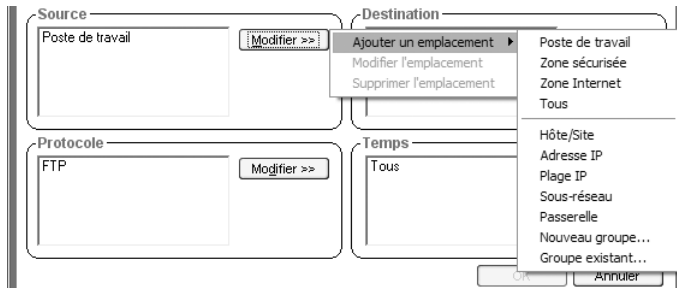 Source
Poste de travail
Modifier >>
Destination
Ajouter un emplacement
Modifier l'emplacement
Supprimer l'emplacement
Poste de travail
Zone sécurisée
Zone Internet
Tous
Hôte/Site
Adresse IP
Plage IP
Sous-réseau
Passerelle
Nouveau groupe...
Groupe existant...
Protocole
FTP
Modifier >>
Temps
Tous
OK
Annuler